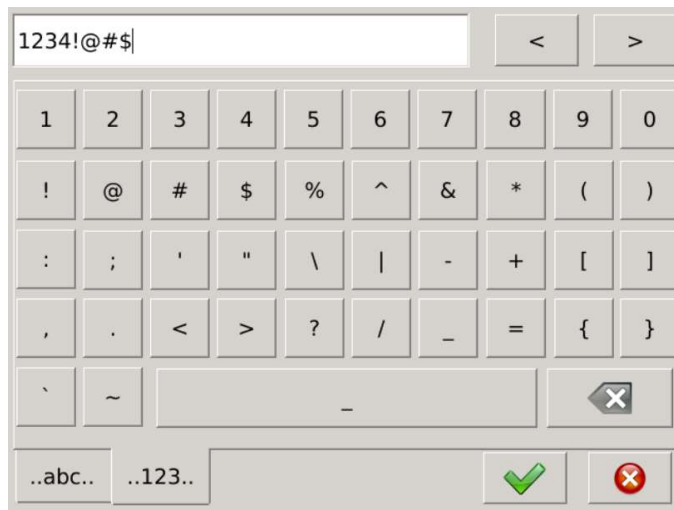 1234!@#$ < >
1 2 3 4 5 6 7 8 9 0
! @ # $ % ^ & * ( )
: ; ' " \ | - + [ ]
, . < > ? / _ = { }
` ~ _
..abc.. ..123..